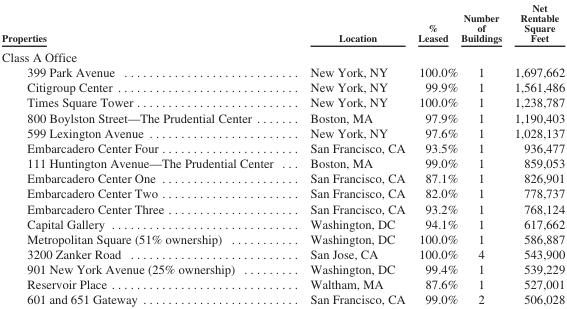 Net
Number Rentable
% of Square
Properties Location Leased Buildings Feet
Class A Office
399 Park Avenue . . . . . . . . . . . . . . . . . . . . . . . . . . . New York, NY 100.0% 1 1,697,662
Citigroup Center . . . . . . . . . . . . . . . . . . . . . . . . . . . . New York, NY 99.9% 1 1,561,486
Times Square Tower . . . . . . . . . . . . . . . . . . . . . . . . . New York, NY 100.0% 1 1,238,787
800 Boylston Street—The Prudential Center . . . . . . . Boston, MA 97.9% 1 1,190,403
599 Lexington Avenue . . . . . . . . . . . . . . . . . . . . . . . New York, NY 97.6% 1 1,028,137
Embarcadero Center Four . . . . . . . . . . . . . . . . . . . . . San Francisco, CA 93.5% 1 936,477
111 Huntington Avenue—The Prudential Center . . . Boston, MA 99.0% 1 859,053
Embarcadero Center One . . . . . . . . . . . . . . . . . . . . . San Francisco, CA 87.1% 1 826,901
Embarcadero Center Two . . . . . . . . . . . . . . . . . . . . . San Francisco, CA 82.0% 1 778,737
Embarcadero Center Three . . . . . . . . . . . . . . . . . . . . San Francisco, CA 93.2% 1 768,124
Capital Gallery . . . . . . . . . . . . . . . . . . . . . . . . . . . . . Washington, DC 94.1% 1 617,662
Metropolitan Square (51% ownership) . . . . . . . . . . Washington, DC 100.0% 1 586,887
3200 Zanker Road . . . . . . . . . . . . . . . . . . . . . . . . . . San Jose, CA 100.0% 4 543,900
901 New York Avenue (25% ownership) . . . . . . . . . Washington, DC 99.4% 1 539,229
Reservoir Place . . . . . . . . . . . . . . . . . . . . . . . . . . . . . Waltham, MA 87.6% 1 527,001
601 and 651 Gateway . . . . . . . . . . . . . . . . . . . . . . . . San Francisco, CA 99.0% 2 506,028